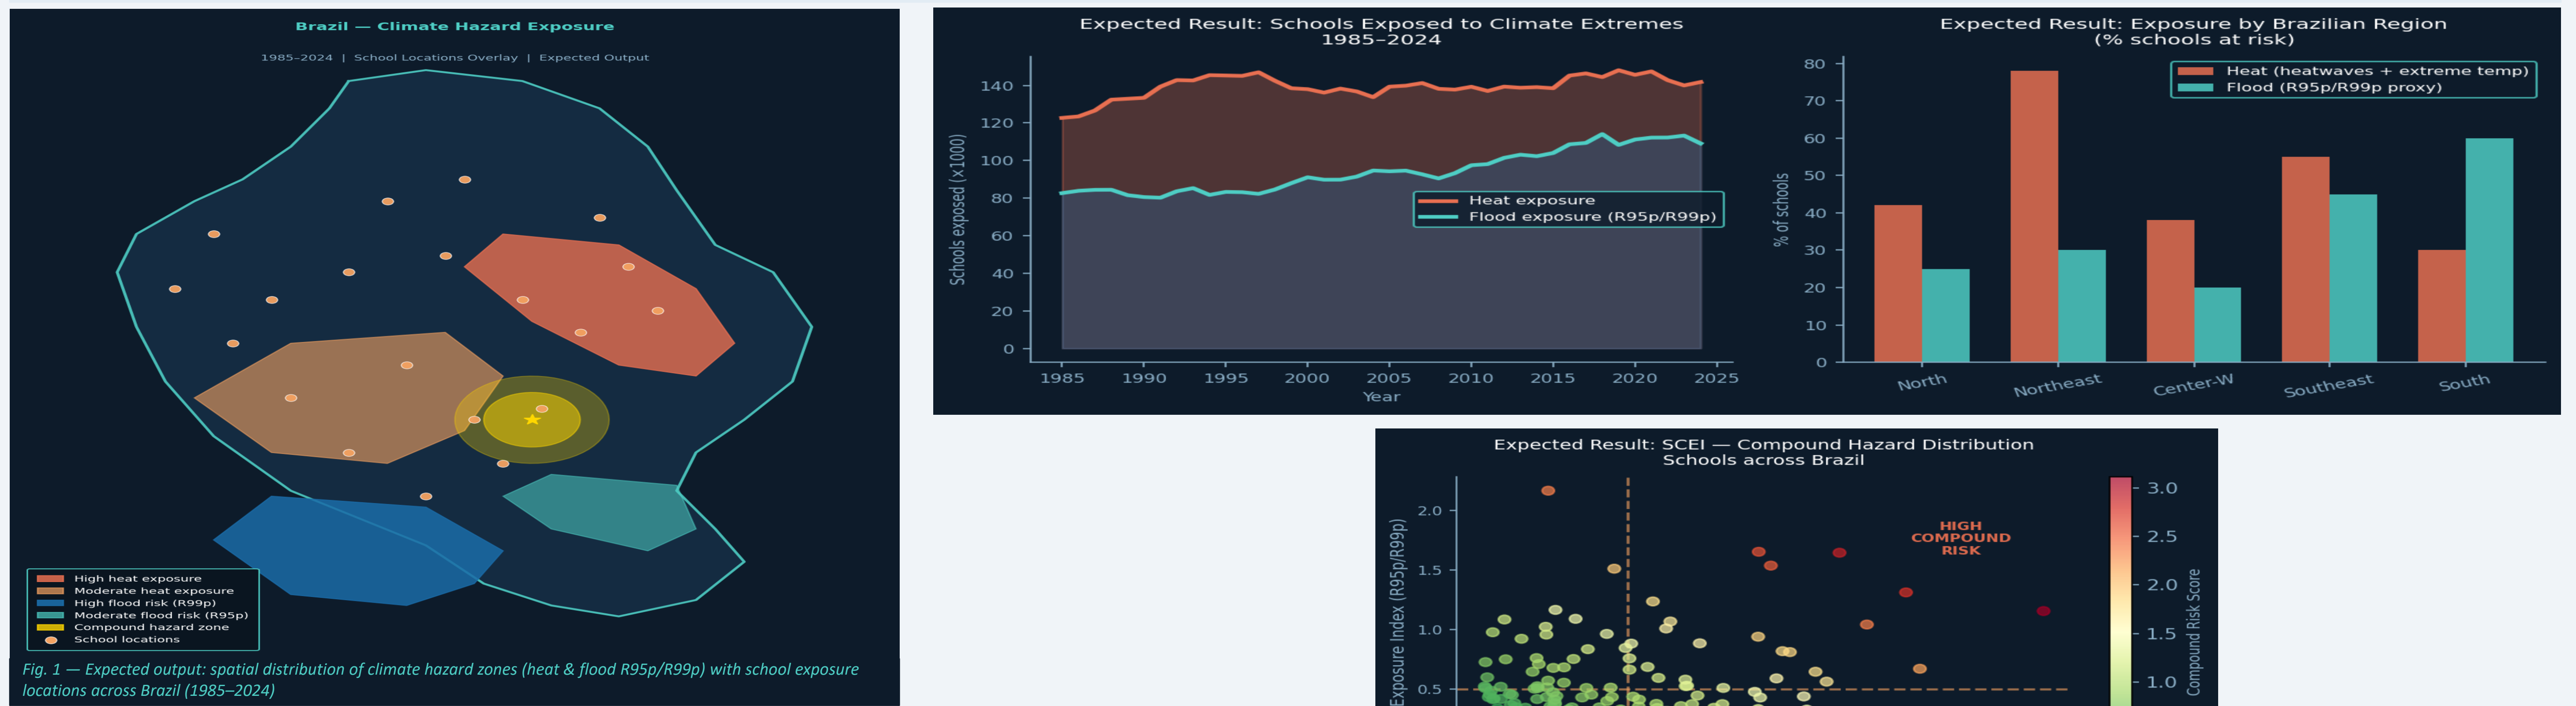 Brazil — Climate Hazard Exposure
1985–2024 | School Locations Overlay | Expected Output
High heat exposure
Moderate heat exposure
High flood risk (R99p)
Moderate flood risk (R95p)
Compound hazard zone
School locations
Fig. 1 — Expected output: spatial distribution of climate hazard zones (heat & flood R95p/R99p) with school exposure
locations across Brazil (1985–2024)
Expected Result: Schools Exposed to Climate Extremes
1985–2024
Schools exposed (x1000)
140
120
100
80
60
40
20
0
Heat exposure
Flood exposure (R95p/R99p)
1985 1990 1995 2000 2005 2010 2015 2020 2025
Year
Expected Result: Exposure by Brazilian Region
(% schools at risk)
% of schools
80
70
60
50
40
30
20
10
0
Heat (heatwaves + extreme temp)
Flood (R95p/R99p proxy)
North Northeast Center-W Southeast South
Expected Result: SCEI — Compound Hazard Distribution
Schools across Brazil
Exposure Index (R95p/R99p)
2.0
1.5
1.0
0.5
HIGH
COMPOUND
RISK
3.0
2.5
2.0
1.5
1.0
Compound Risk Score